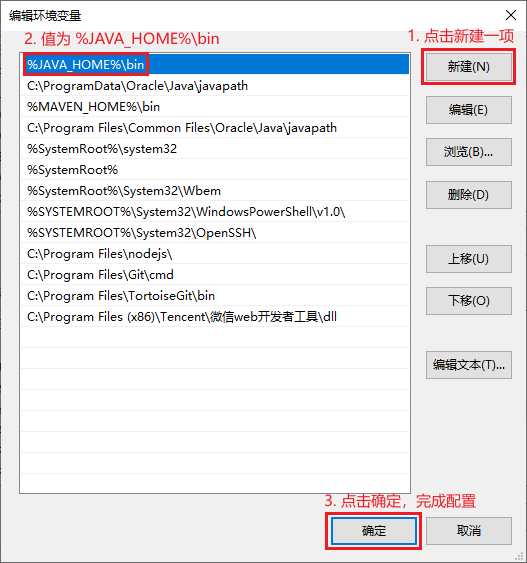 编辑环境变量
2. 值为 %JAVA_HOME%\bin
1. 点击新建一项
%JAVA_HOME%\bin
新建(N)
C:\ProgramData\Oracle\Java\javapath
%MAVEN_HOME%\bin
编辑(E)
C:\Program Files\Common Files\Oracle\Java\javapath
%SystemRoot%\system32
浏览(B)...
%SystemRoot%
%SystemRoot%\System32\Wbem
删除(D)
%SYSTEMROOT%\System32\WindowsPowerShell\v1.0\
%SYSTEMROOT%\System32\OpenSSH\
C:\Program Files\nodejs\
上移(U)
C:\Program Files\Git\cmd
C:\Program Files\TortoiseGit\bin
下移(O)
C:\Program Files (x86)\Tencent\微信web开发者工具\dll
编辑文本(T)...
3. 点击确定，完成配置
确定
取消